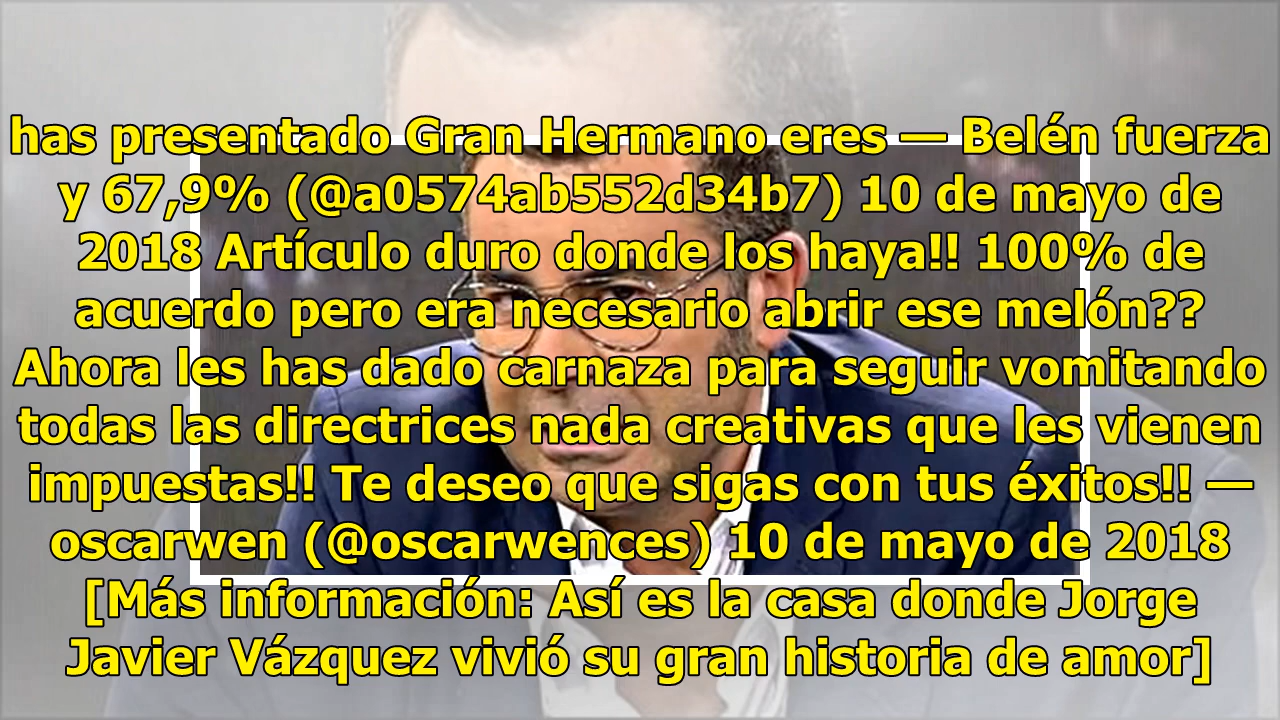 has presentado Gran Hermano eres — Belén fuerza
y 67,9% (@a0574ab552d34b7) 10 de mayo de
2018 Artículo duro donde los haya!! 100% de
acuerdo pero era necesario abrir ese melón??
Ahora les has dado carnaza para seguir vomitando
todas las directrices nada creativas que les vienen
impuestas!! Te deseo que sigas con tus éxitos!! —
oscarwen (@oscarwences) 10 de mayo de 2018
[Más información: Así es la casa donde Jorge
Javier Vázquez vivió su gran historia de amor]